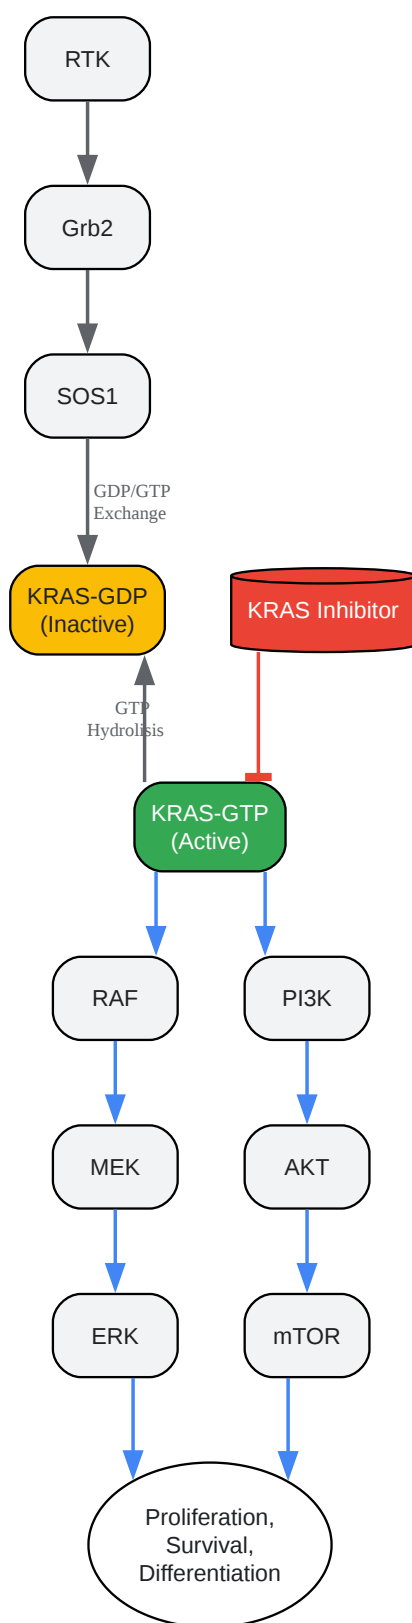 RTK
Grb2
SOS1
GDP/GTP
Exchange
KRAS-GDP
(Inactive)
KRAS Inhibitor
GTP
Hydrolisis
KRAS-GTP
(Active)
RAF
PI3K
MEK
AKT
ERK
mTOR
Proliferation,
Survival,
Differentiation